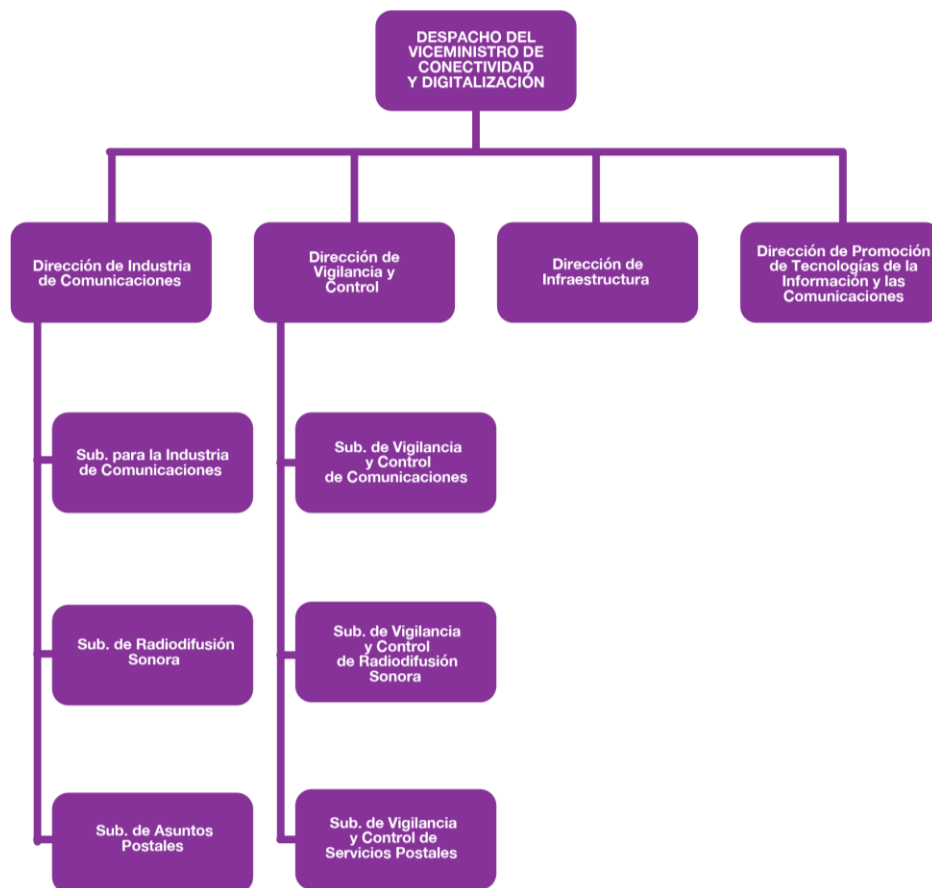 DESPACHO DEL
VICEMINISTRO DE
CONECTIVIDAD
Y DIGITALIZACIÓN
Dirección de Industria
de Comunicaciones
Dirección de
Vigilancia y
Control
Dirección de
Infraestructura
Dirección de Promoción
de Tecnologías de la
Información y las
Comunicaciones
Sub. para la Industria
de Comunicaciones
Sub. de Vigilancia
y Control
de Comunicaciones
Sub. de Radiodifusión
Sonora
Sub. de Vigilancia
y Control
de Radiodifusión
Sonora
Sub. de Asuntos
Postales
Sub. de Vigilancia
y Control de
Servicios Postales